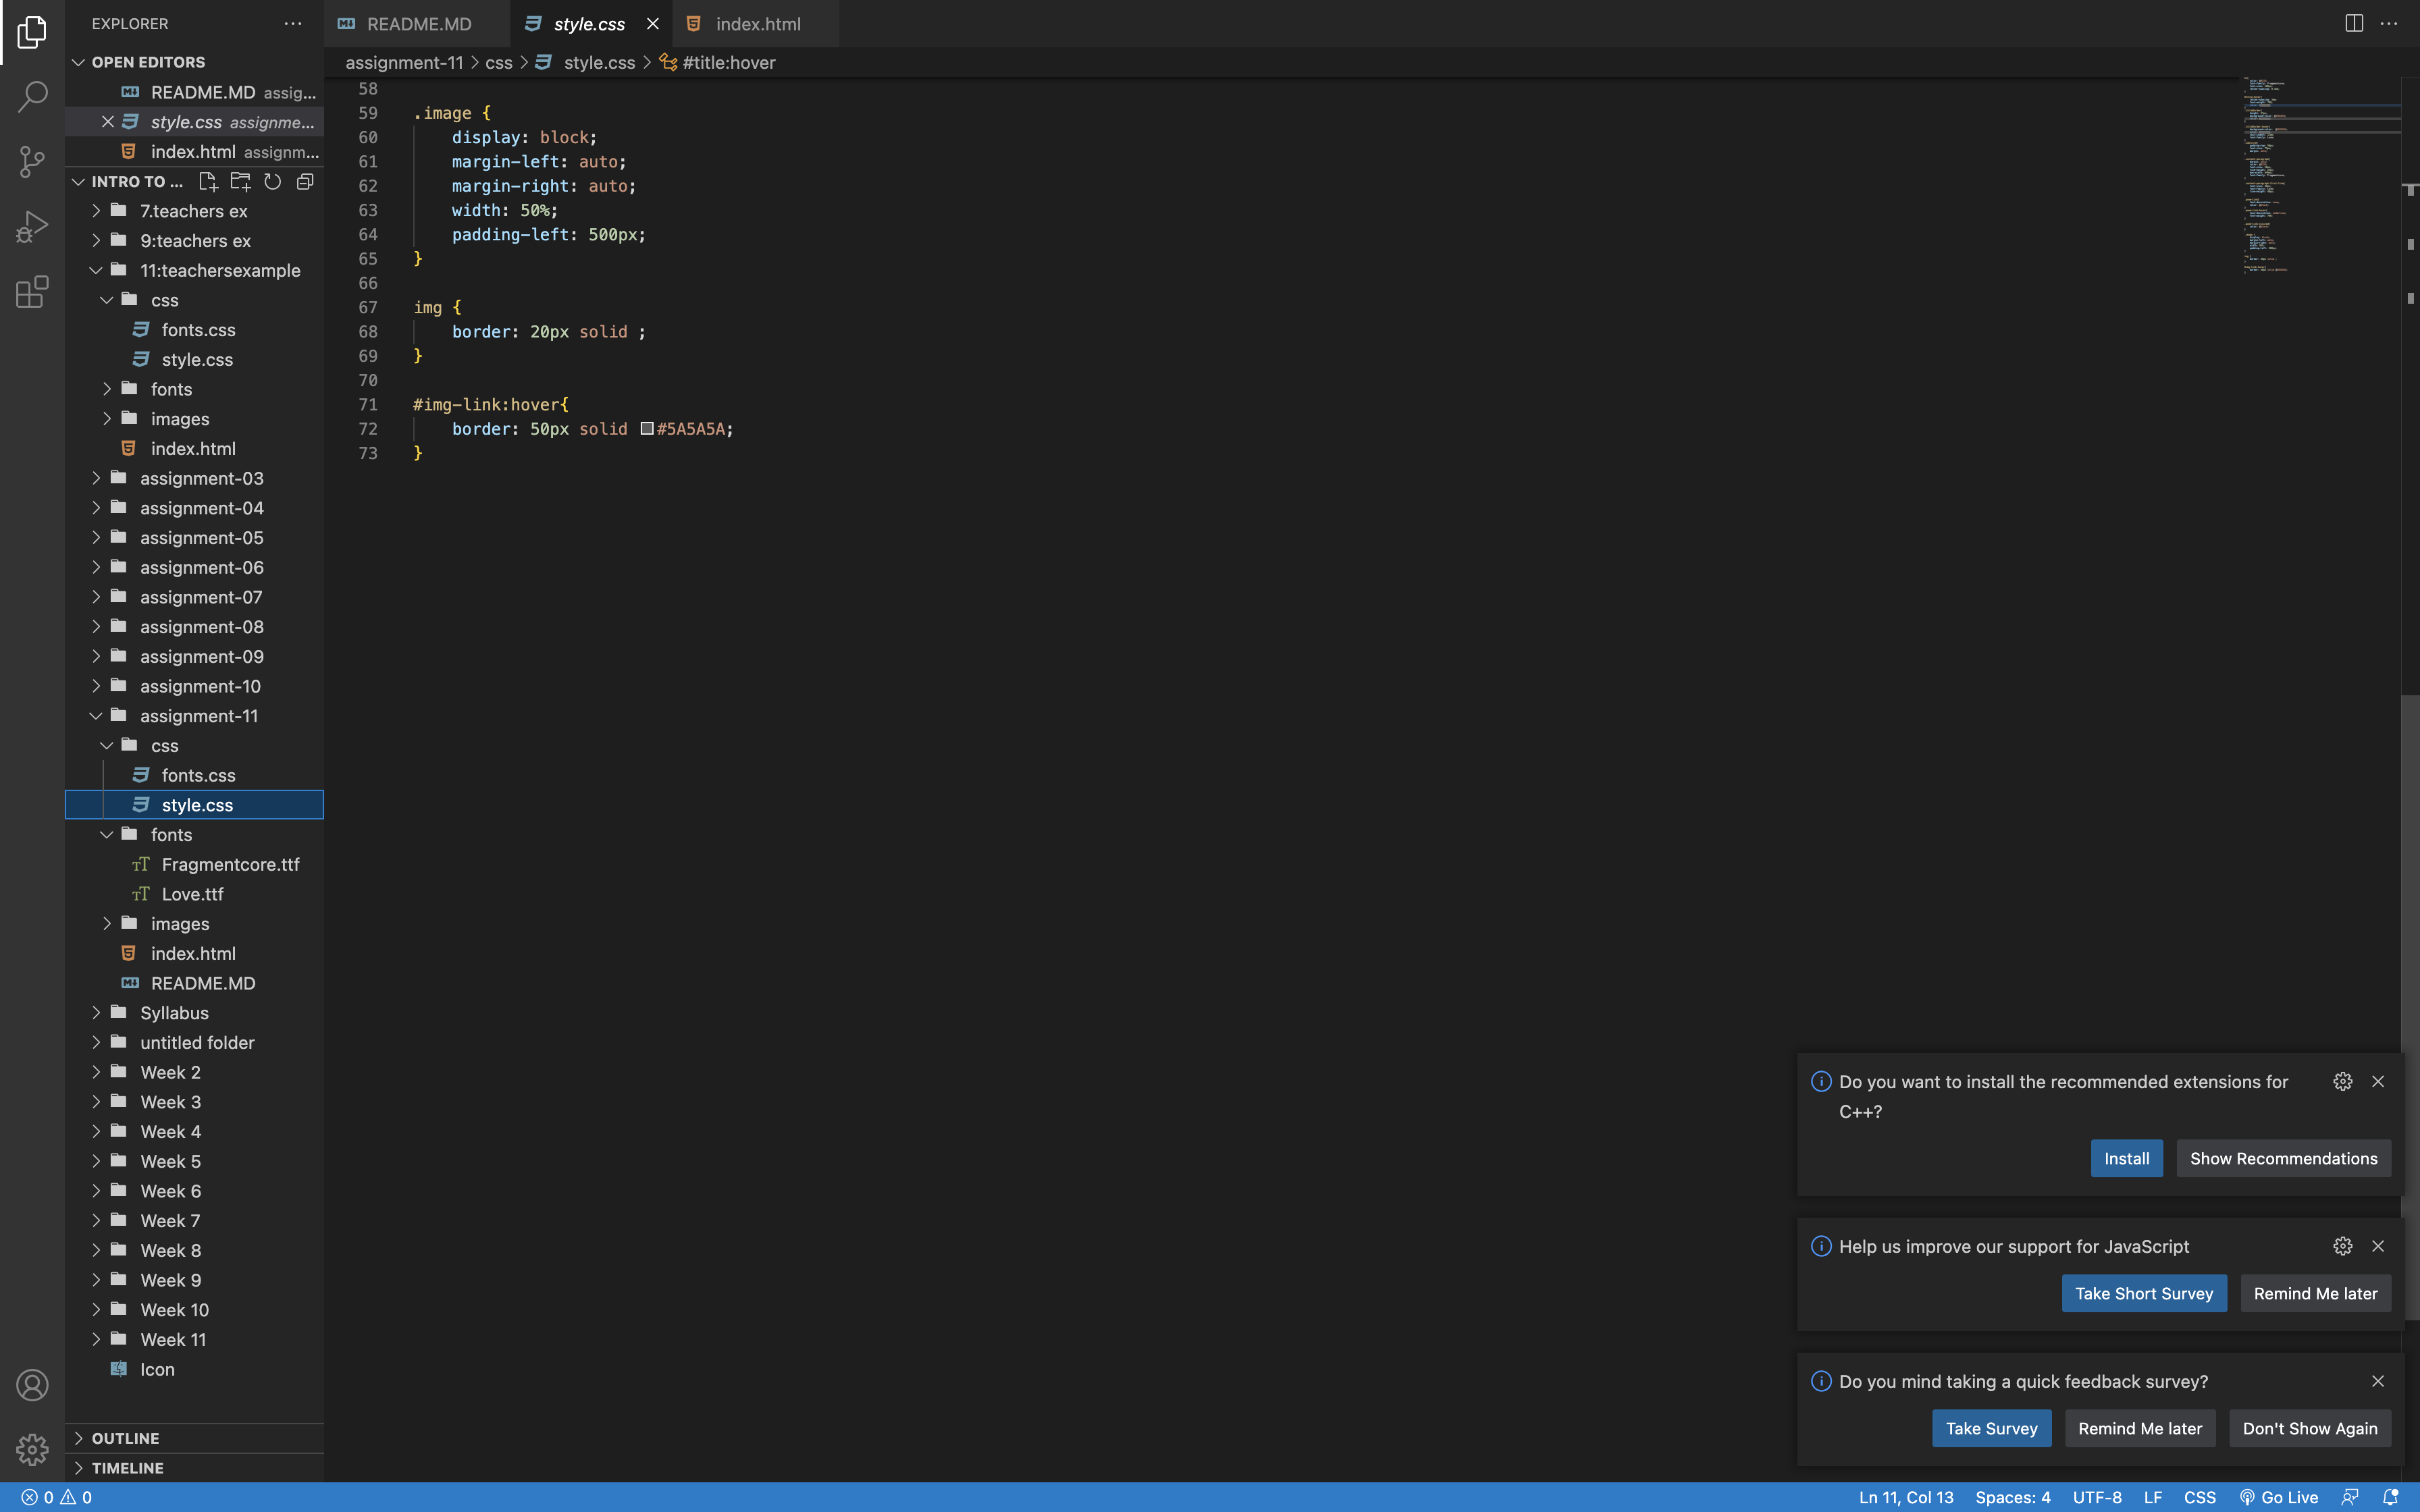 EXPLORER
OPEN EDITORS
README.MD assig...
style.css assignme...
index.html assignm...
INTRO TO ...
7.teachers ex
9:teachers ex
11:teachersexample
css
fonts.css
style.css
fonts
images
index.html
assignment-03
assignment-04
assignment-05
assignment-06
assignment-07
assignment-08
assignment-09
assignment-10
assignment-11
css
fonts.css
style.css
fonts
Fragmentcore.ttf
Love.ttf
images
index.html
README.MD
Syllabus
untitled folder
Week 2
Week 3
Week 4
Week 5
Week 6
Week 7
Week 8
Week 9
Week 10
Week 11
Icon
OUTLINE
TIMELINE
README.MD style.css index.html
assignment-11 > css > style.css > #title:hover
58
59 .image {
60 display: block;
61 margin-left: auto;
62 margin-right: auto;
63 width: 50%;
64 padding-left: 500px;
65 }
66
67 img {
68 border: 20px solid ;
69 }
70
71 #img-link:hover{
72 border: 50px solid #5A5A5A;
73 }
Do you want to install the recommended extensions for
C++?
Install Show Recommendations
Help us improve our support for JavaScript
Take Short Survey Remind Me later
Do you mind taking a quick feedback survey?
Take Survey Remind Me later Don't Show Again
0 0 Ln 11, Col 13 Spaces: 4 UTF-8 LF CSS Go Live